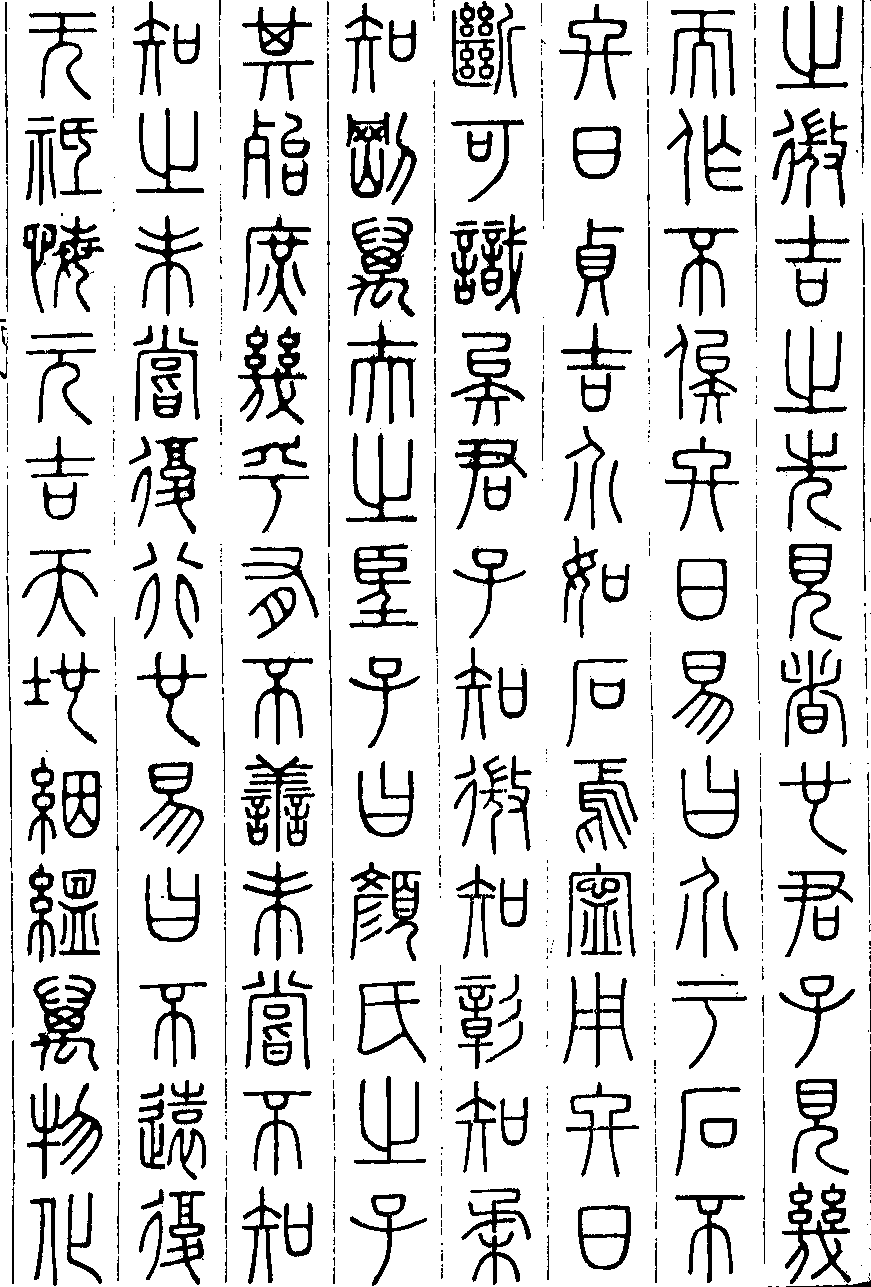 之微吉之先見者也君子見幾
而作不俟終日易曰介于石不
終日貞吉介如石焉寧用終日
斷可識矣君子知微知彰知柔
知剛萬夫之望子曰顏氏之子
其殆庶幾乎有不善未嘗不知
知之未嘗復行也易曰不遠復
无祗悔元吉天地絪縕萬物化